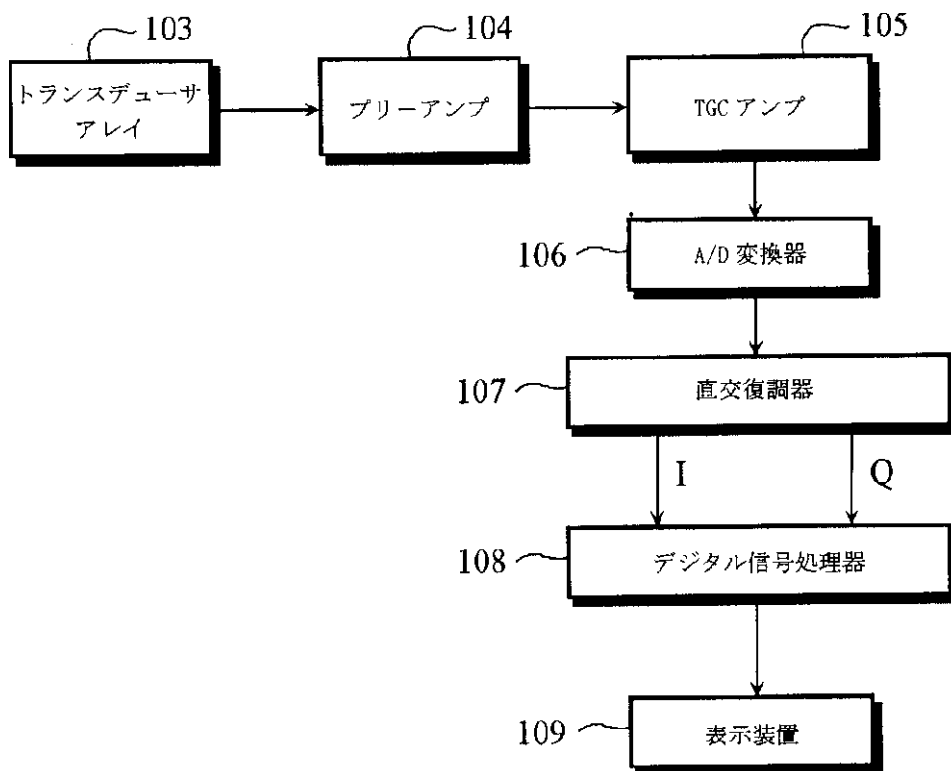 103
トランスデューサ
アレイ
104
プリーアンプ
105
TGC アンプ
106
A/D 変換器
107
直交復調器
I
Q
108
デジタル信号処理器
109
表示装置